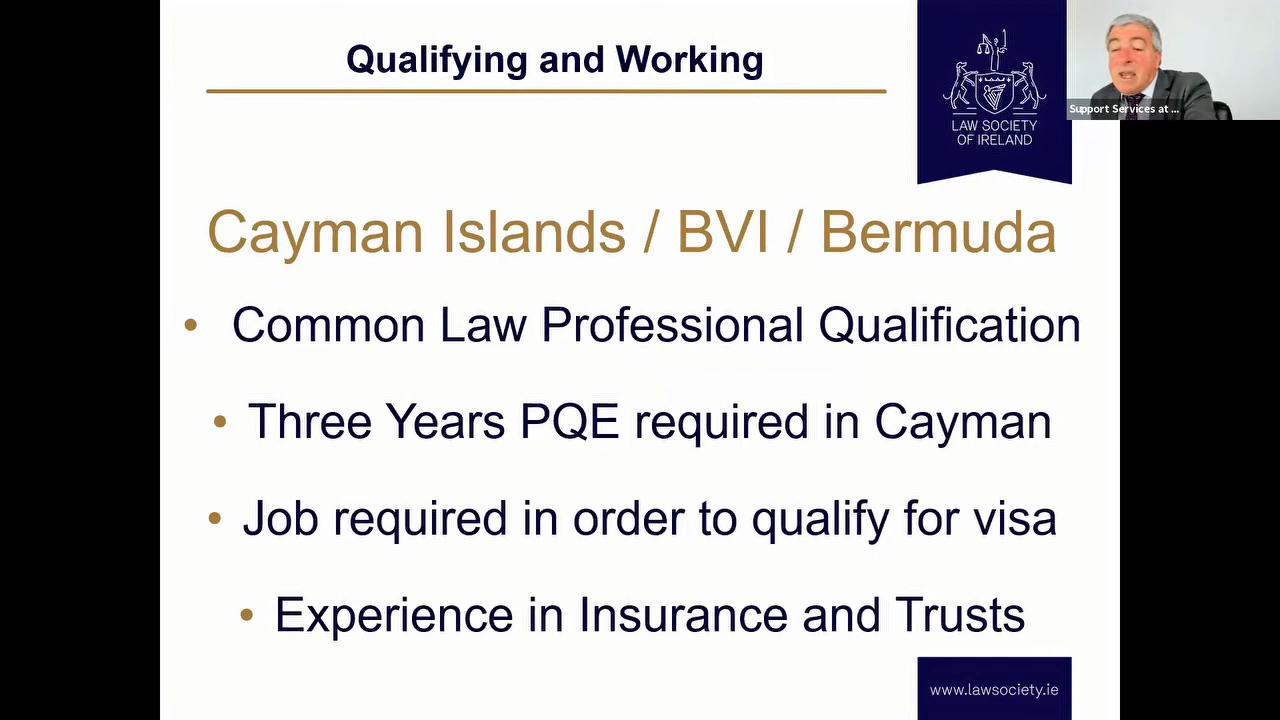 Qualifying and Working
LAW SOCIETY
OF IRELAND
Support Services at ...
Cayman Islands / BVI / Bermuda
• Common Law Professional Qualification
• Three Years PQE required in Cayman
• Job required in order to qualify for visa
• Experience in Insurance and Trusts
www.lawsociety.ie